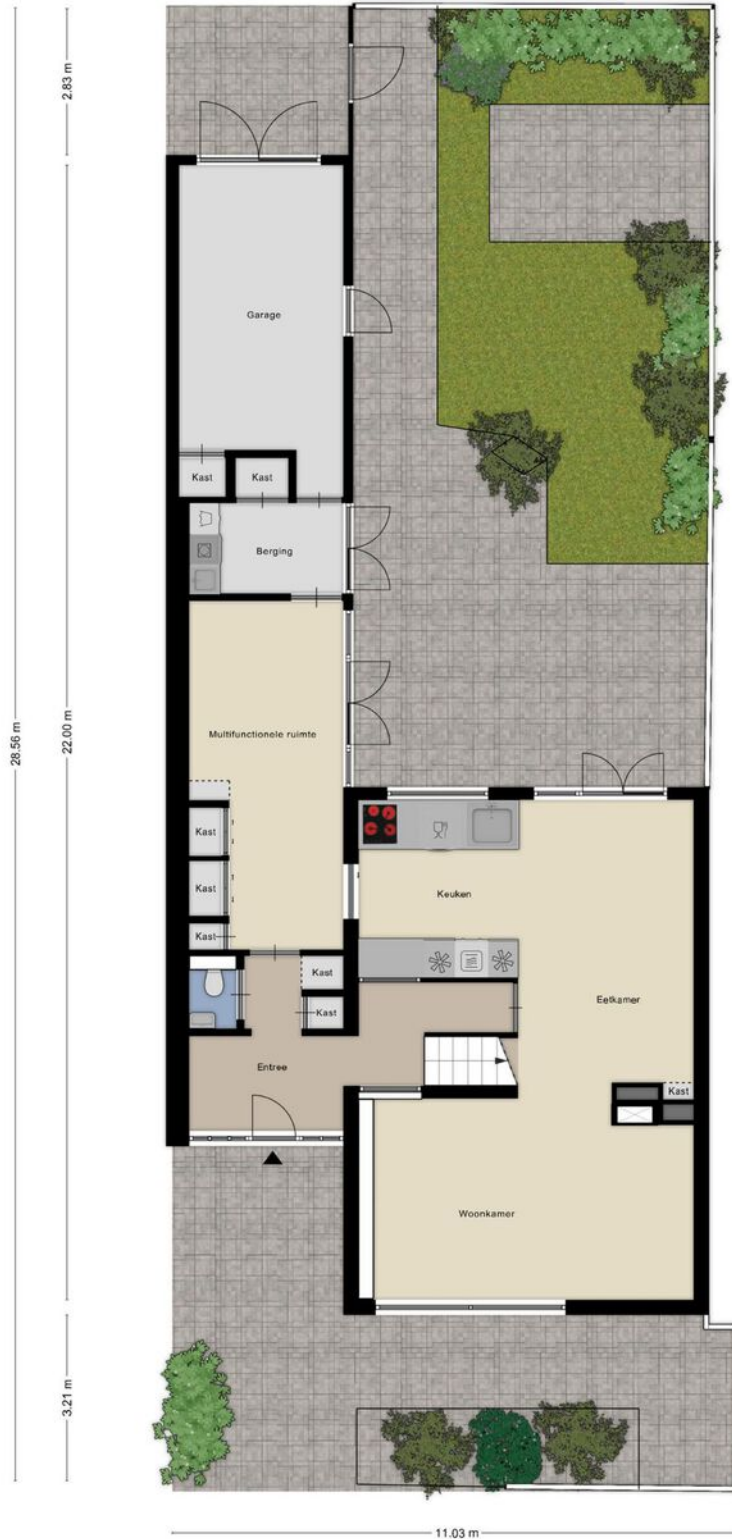 2.83 m
Garage
Kast
Kast
Berging
28.56 m
22.00 m
Multifunctionele ruimte
Kast
Kast
Keuken
Kast
Kast
Kast
Eetkamer
Entree
Kast
Woonkamer
3.21 m
11.03 m